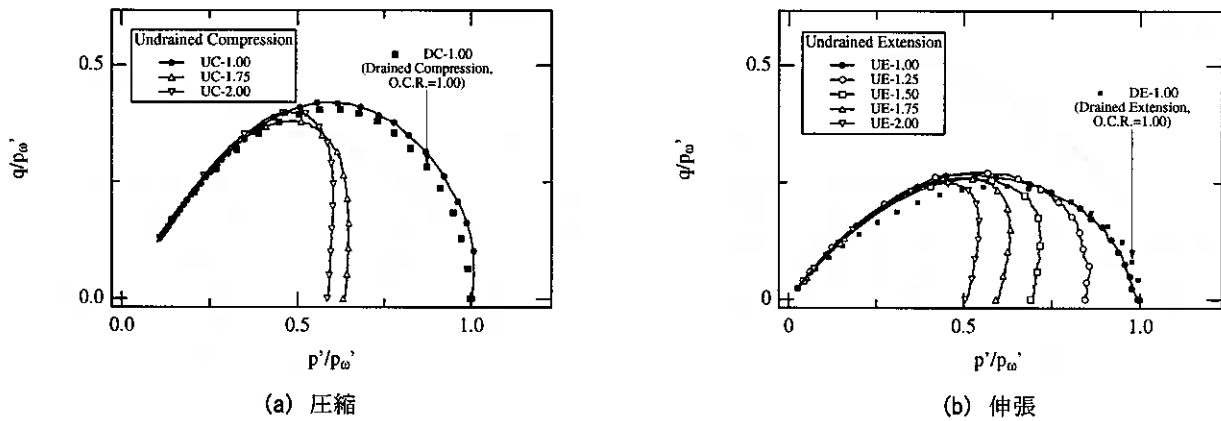 Undrained Compression
UC-1.00
UC-1.75
UC-2.00
DC-1.00
(Drained Compression,
O.C.R.=1.00)
0.5
0
q/pω'
0.0
0.5
1.0
p'/pω'
(a) 圧縮
Undrained Extension
UE-1.00
UE-1.25
UE-1.50
UE-1.75
UE-2.00
DE-1.00
(Drained Extension,
O.C.R.=1.00)
0.5
0
q/pω'
0
0.5
1.0
p'/pω'
(b) 伸張